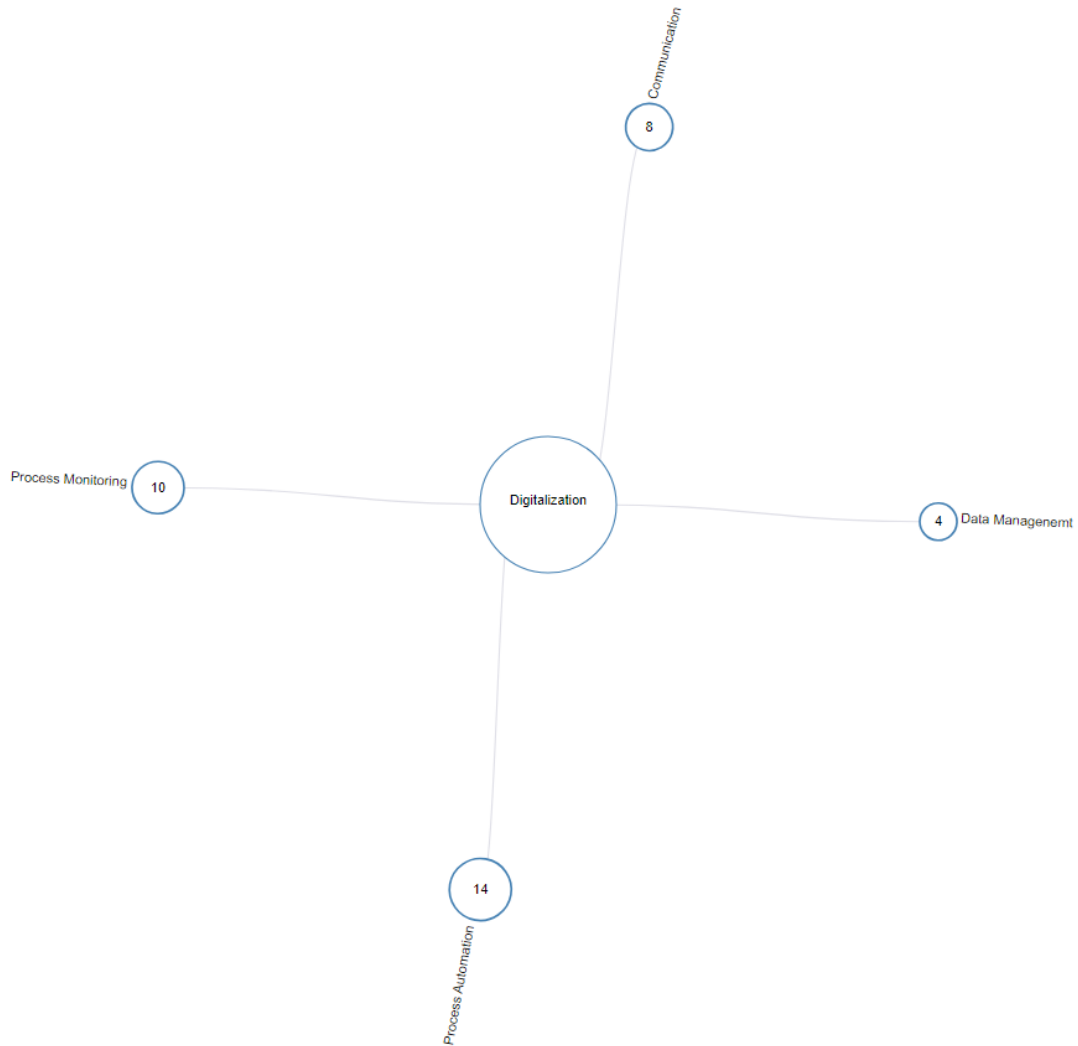 Communication
8
Process Monitoring
10
Digitalization
4
Data Managenemt
14
Process Automation